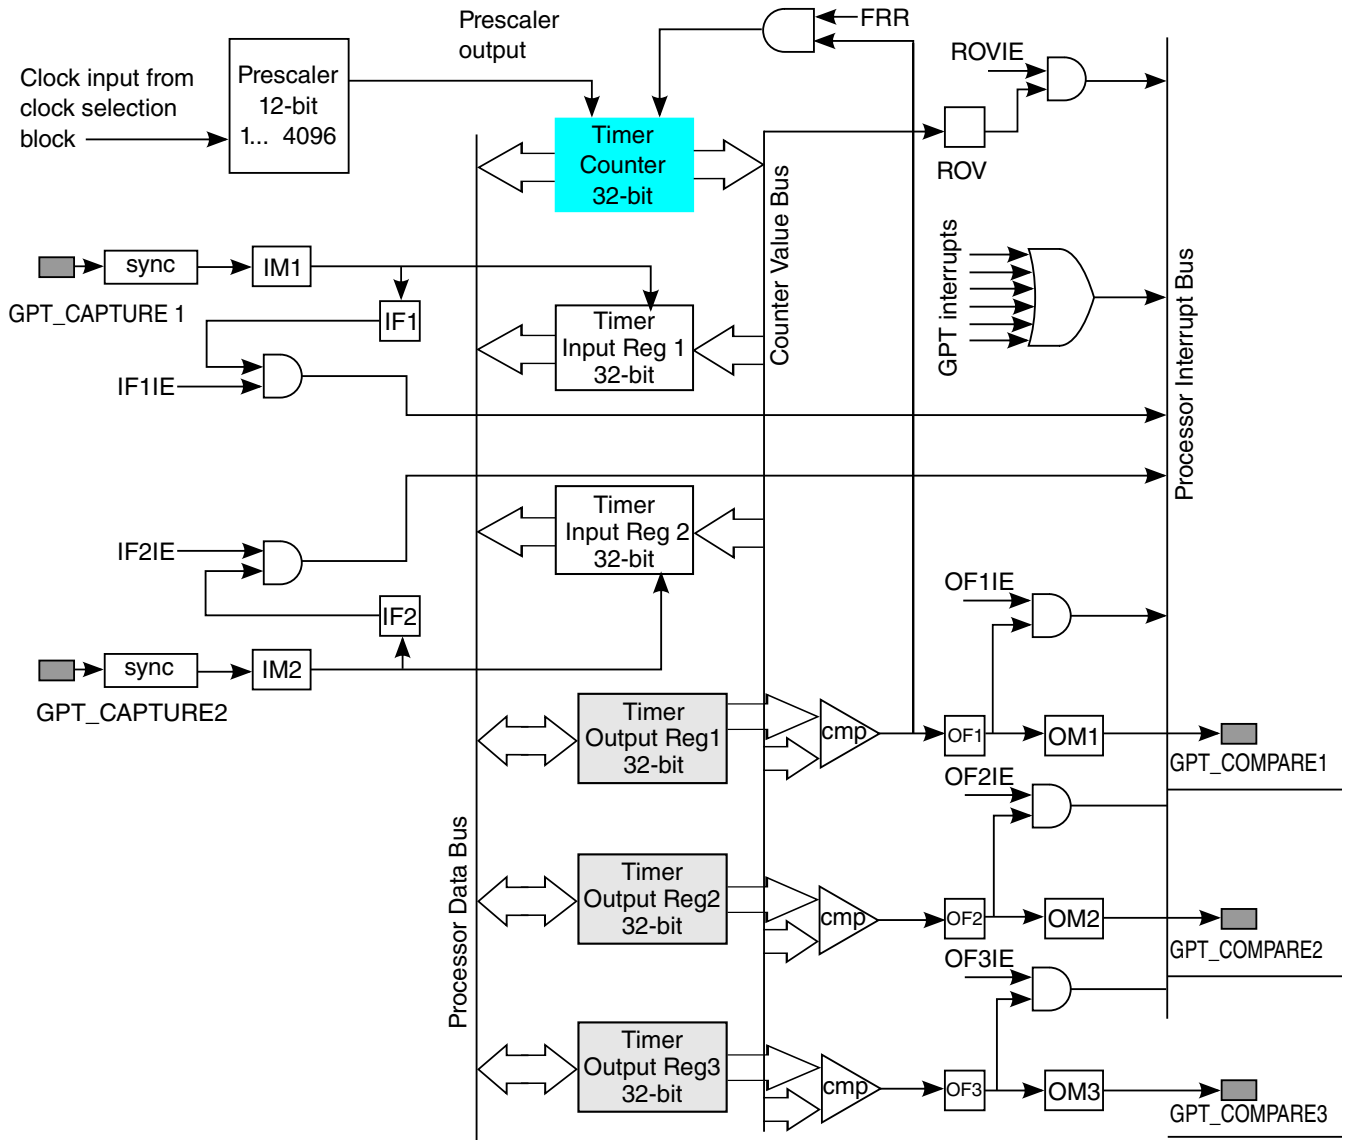 Prescaler
output
FRR
ROVIE
Clock input from
clock selection
block
Prescaler
12-bit
1... 4096
Timer
Counter
32-bit
ROV
Counter Value Bus
GPT interrupts
Processor Interrupt Bus
sync
IM1
GPT_CAPTURE 1
IF1
Timer
Input Reg 1
32-bit
IF1IE
Timer
Input Reg 2
32-bit
IF2IE
IF2
sync
IM2
GPT_CAPTURE2
OF1IE
Timer
Output Reg1
32-bit
cmp
OF1
OM1
GPT_COMPARE1
OF2IE
Processor Data Bus
Timer
Output Reg2
32-bit
cmp
OF2
OM2
GPT_COMPARE2
OF3IE
Timer
Output Reg3
32-bit
cmp
OF3
OM3
GPT_COMPARE3